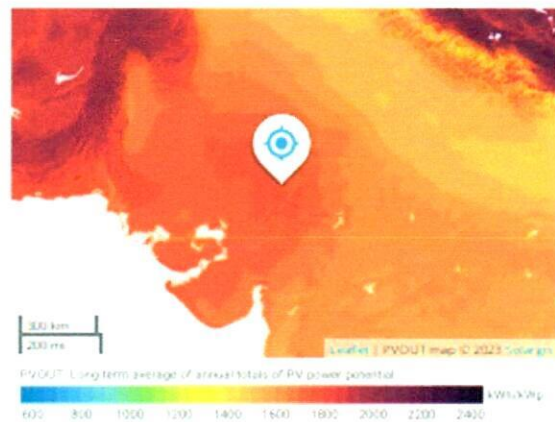 300 km
200 mi
Leaflet | PVOUT map © 2023 Solargis
PVOUT: Long-term average of annual totals of PV power potential
kWh/kWp
600 800 1000 1200 1400 1600 1800 2000 2200 2400